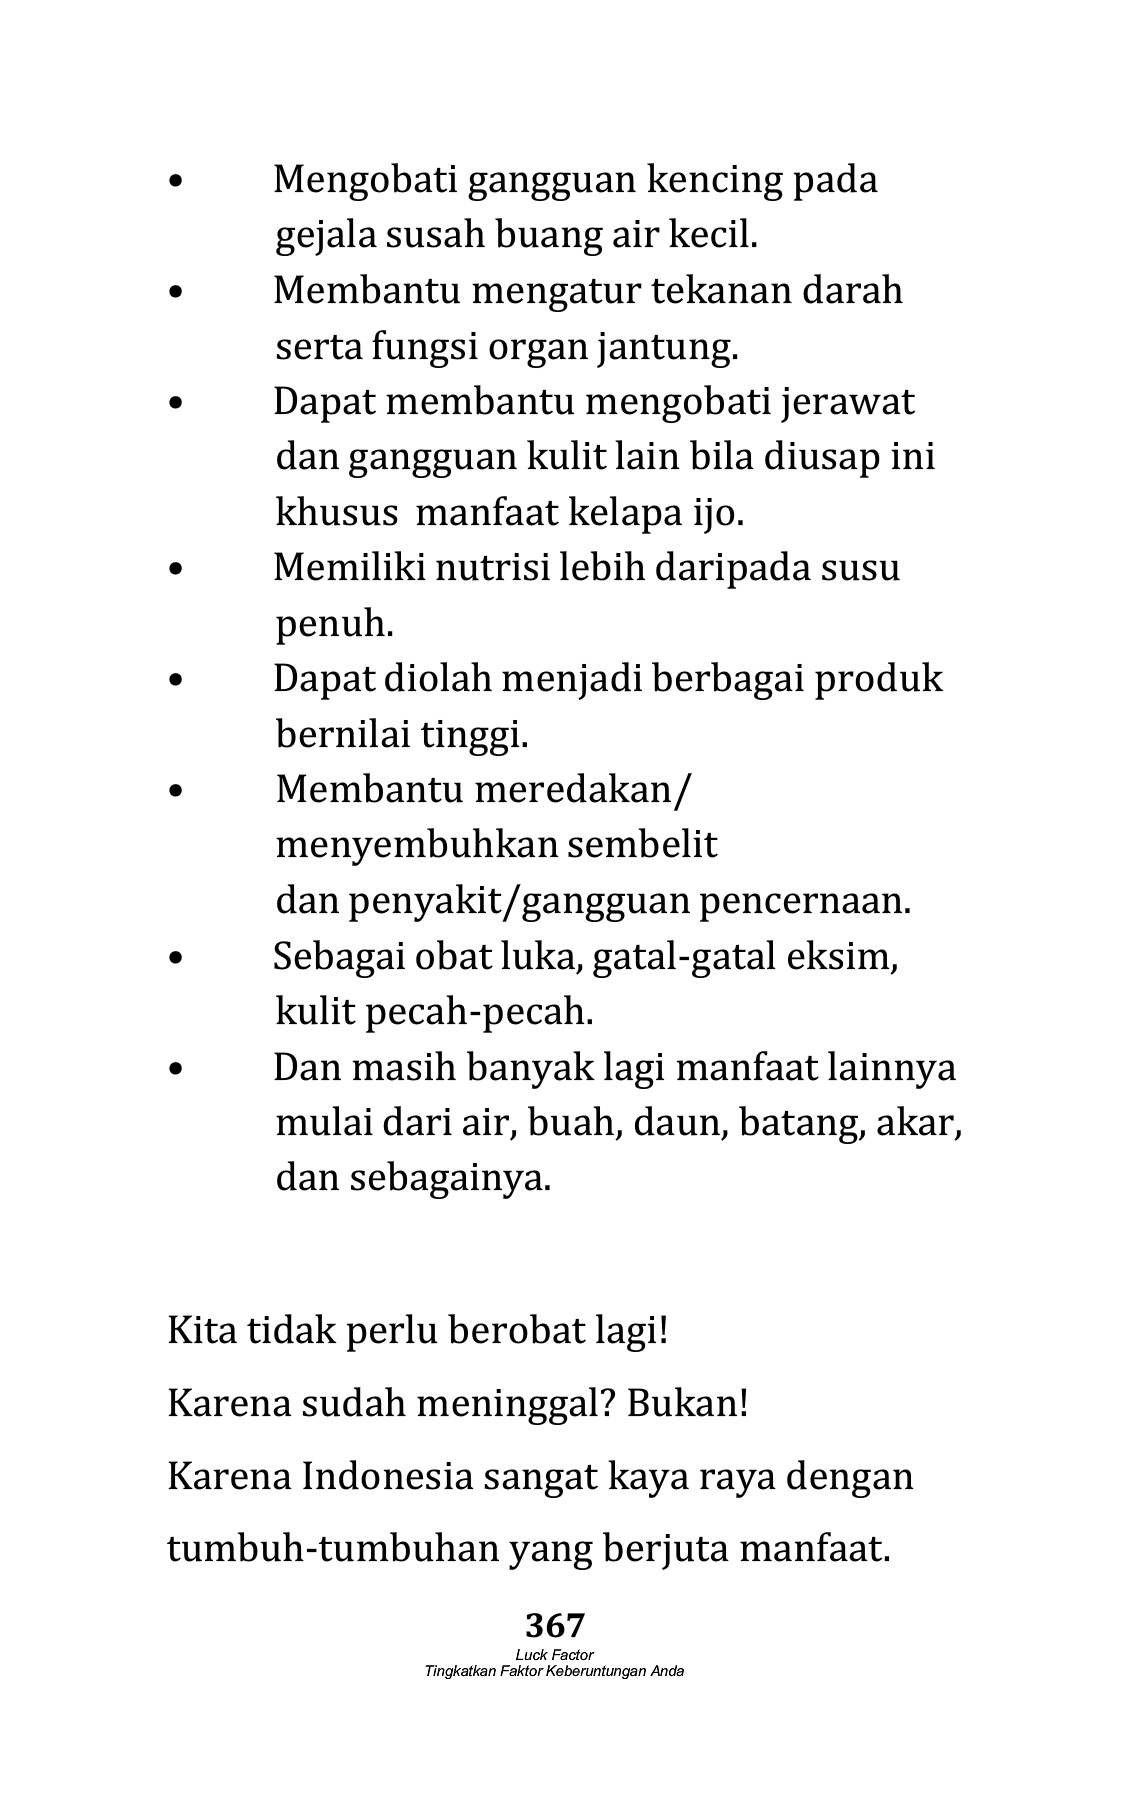 • Mengobati gangguan kencing pada
gejala susah buang air kecil.
• Membantu mengatur tekanan darah
serta fungsi organ jantung.
• Dapat membantu mengobati jerawat
dan gangguan kulit lain bila diusap ini
khusus  manfaat kelapa ijo.
• Memiliki nutrisi lebih daripada susu
penuh.
• Dapat diolah menjadi berbagai produk
bernilai tinggi.
• Membantu meredakan/
menyembuhkan sembelit
dan penyakit/gangguan pencernaan.
• Sebagai obat luka, gatal-gatal eksim,
kulit pecah-pecah.
• Dan masih banyak lagi manfaat lainnya
mulai dari air, buah, daun, batang, akar,
dan sebagainya.
Kita tidak perlu berobat lagi!
Karena sudah meninggal? Bukan!
Karena Indonesia sangat kaya raya dengan
tumbuh-tumbuhan yang berjuta manfaat.
367
Luck Factor
Tingkatkan Faktor Keberuntungan Anda